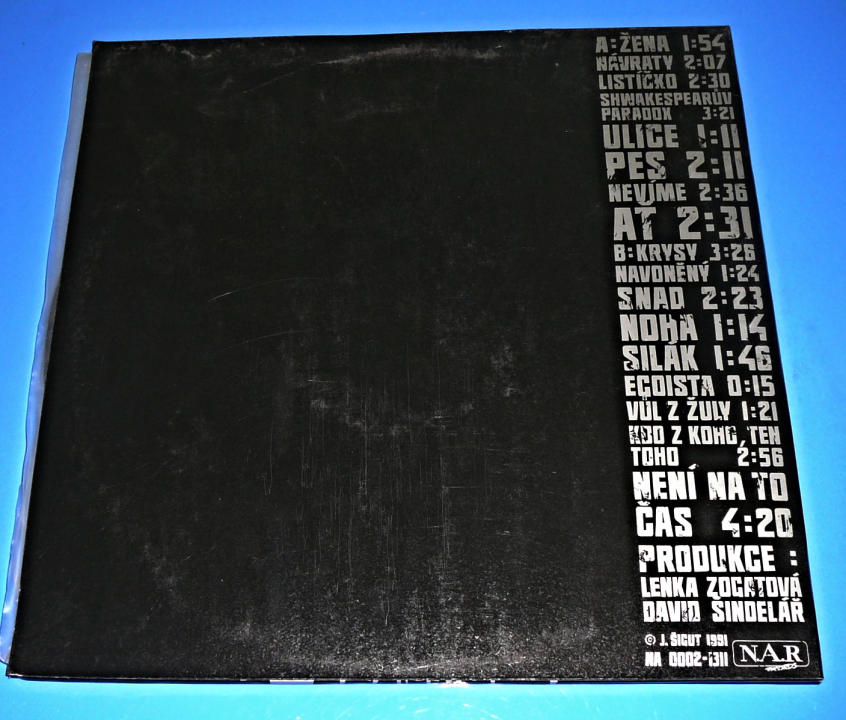 A:ŽENA 1:54
NÁVRATY 2:07
LISTÍČKO 2:30
SHWAKESPEARŮV
PARADOX 3:21
ULICE 1:11
PES 2:11
NEVÍME 2:36
AŤ 2:31
B:KRYSY 3:26
NAVONĚNÝ 1:24
SNAD 2:23
NOHA 1:14
SILÁK 1:46
EGOISTA 0:15
VŮL Z ŽULY 1:21
KDO Z KOHO, TEN
TOHO 2:56
NENÍ NA TO
ČAS 4:20
PRODUKCE :
LENKA ZOGATOVÁ
DAVID ŠINDELÁŘ
© J. ŠIGUT 1991
NA 0002-1311
N.A.R
RECORDS